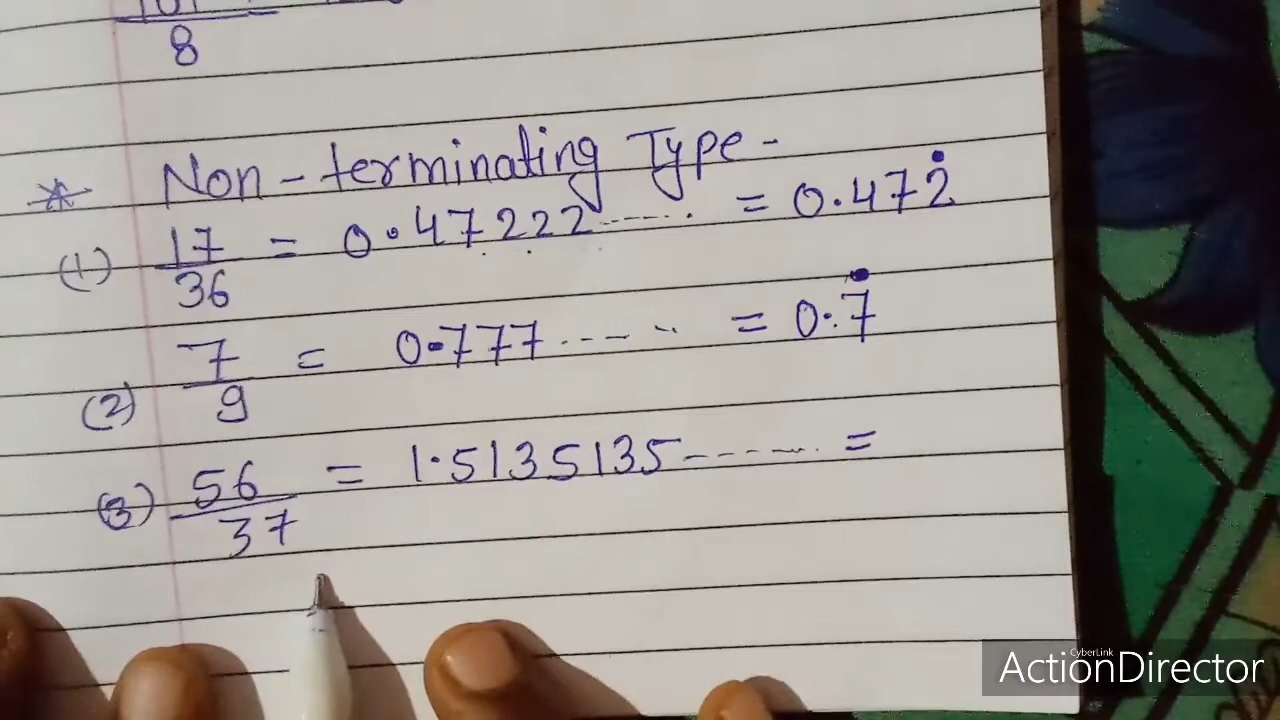 8
* Non-terminating Type -
(1) 17/36 = 0.47222...... = 0.472̇
(2) 7/9 = 0.777..... = 0.7̇
(3) 56/37 = 1.5135135....... =
CyberLink
ActionDirector